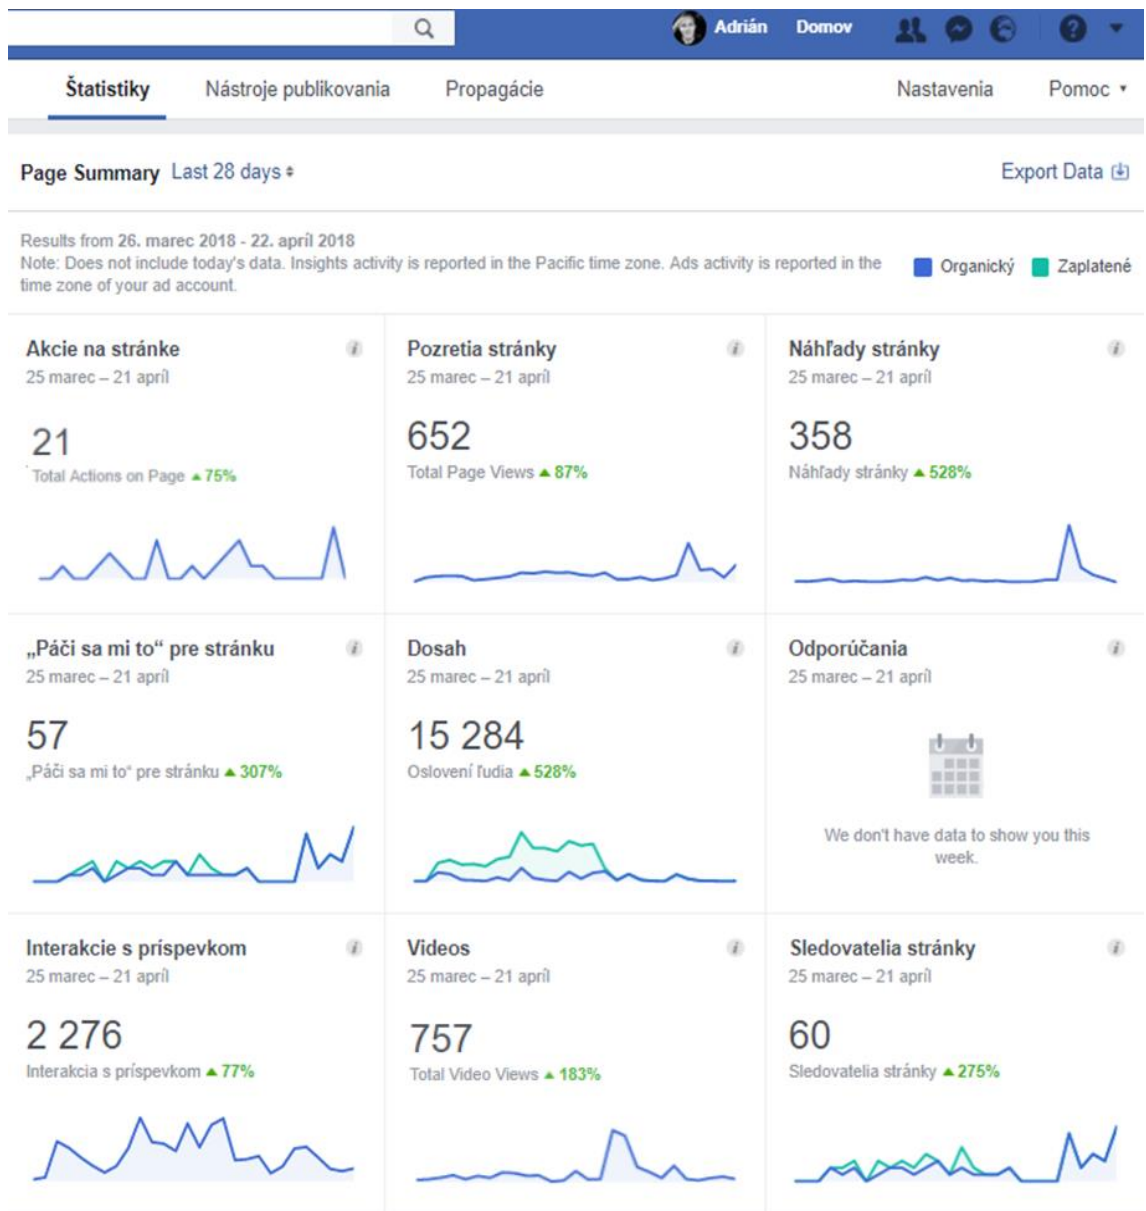 Adrián Domov
Štatistiky Nástroje publikovania Propagácie Nastavenia Pomoc
Page Summary Last 28 days Export Data
Results from 26. marec 2018 - 22. apríl 2018
Note: Does not include today's data. Insights activity is reported in the Pacific time zone. Ads activity is reported in the
time zone of your ad account.
Organický Zaplatené
Akcie na stránke
25 marec – 21 apríl
21
Total Actions on Page ▲ 75%
Pozretia stránky
25 marec – 21 apríl
652
Total Page Views ▲ 87%
Náhľady stránky
25 marec – 21 apríl
358
Náhľady stránky ▲ 528%
„Páči sa mi to“ pre stránku
25 marec – 21 apríl
57
„Páči sa mi to“ pre stránku ▲ 307%
Dosah
25 marec – 21 apríl
15 284
Oslovení ľudia ▲ 528%
Odporúčania
25 marec – 21 apríl
We don't have data to show you this
week.
Interakcie s príspevkom
25 marec – 21 apríl
2 276
Interakcia s príspevkom ▲ 77%
Videos
25 marec – 21 apríl
757
Total Video Views ▲ 183%
Sledovatelia stránky
25 marec – 21 apríl
60
Sledovatelia stránky ▲ 275%